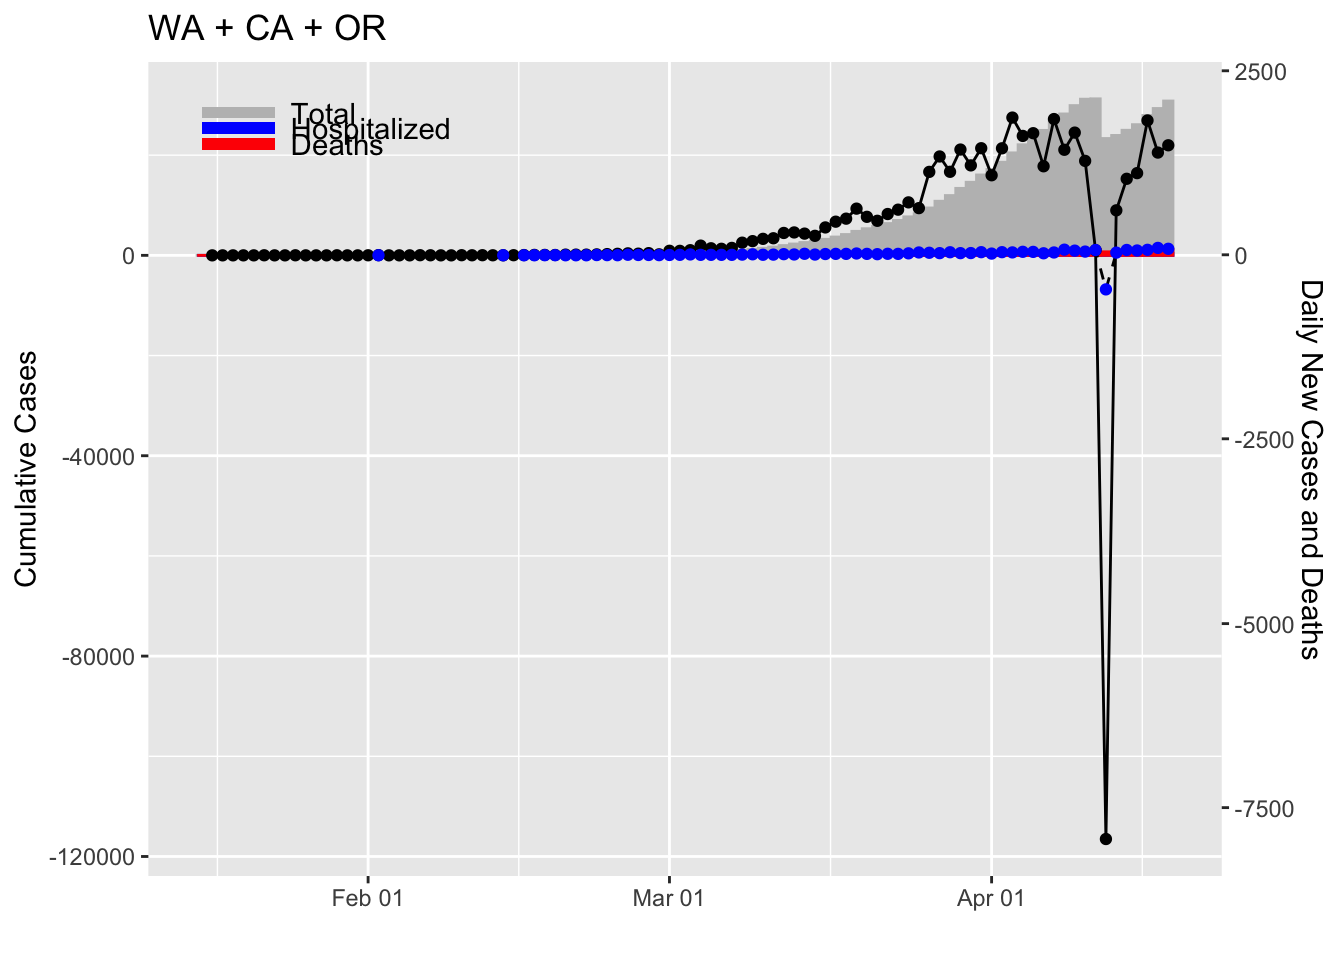 WA + CA + OR
Total
Hospitalized
Deaths
Cumulative Cases
0
-40000
-80000
-120000
2500
0
-2500
-5000
-7500
Daily New Cases and Deaths
Feb 01
Mar 01
Apr 01